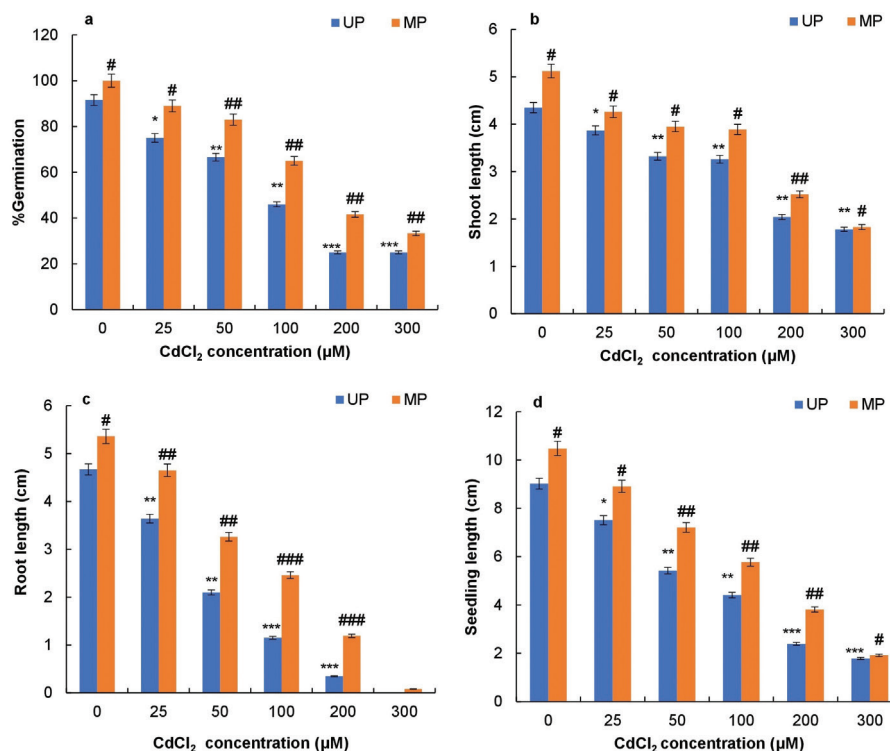 a
UP MP
120
100
80
60
40
20
0
%Germination
# # ## ## ## ##
* ** ** *** ***
0 25 50 100 200 300
CdCl₂ concentration (µM)
b
UP MP
6
5
4
3
2
1
0
Shoot length (cm)
# # # # ## #
* ** ** ** **
0 25 50 100 200 300
CdCl₂ concentration (µM)
c
UP MP
6
5
4
3
2
1
0
Root length (cm)
# ## ## ### ###
** ** *** ***
0 25 50 100 200 300
CdCl₂ concentration (µM)
d
UP MP
12
10
8
6
4
2
0
Seedling length (cm)
# # ## ## ## #
* ** ** *** ***
0 25 50 100 200 300
CdCl₂ concentration (µM)